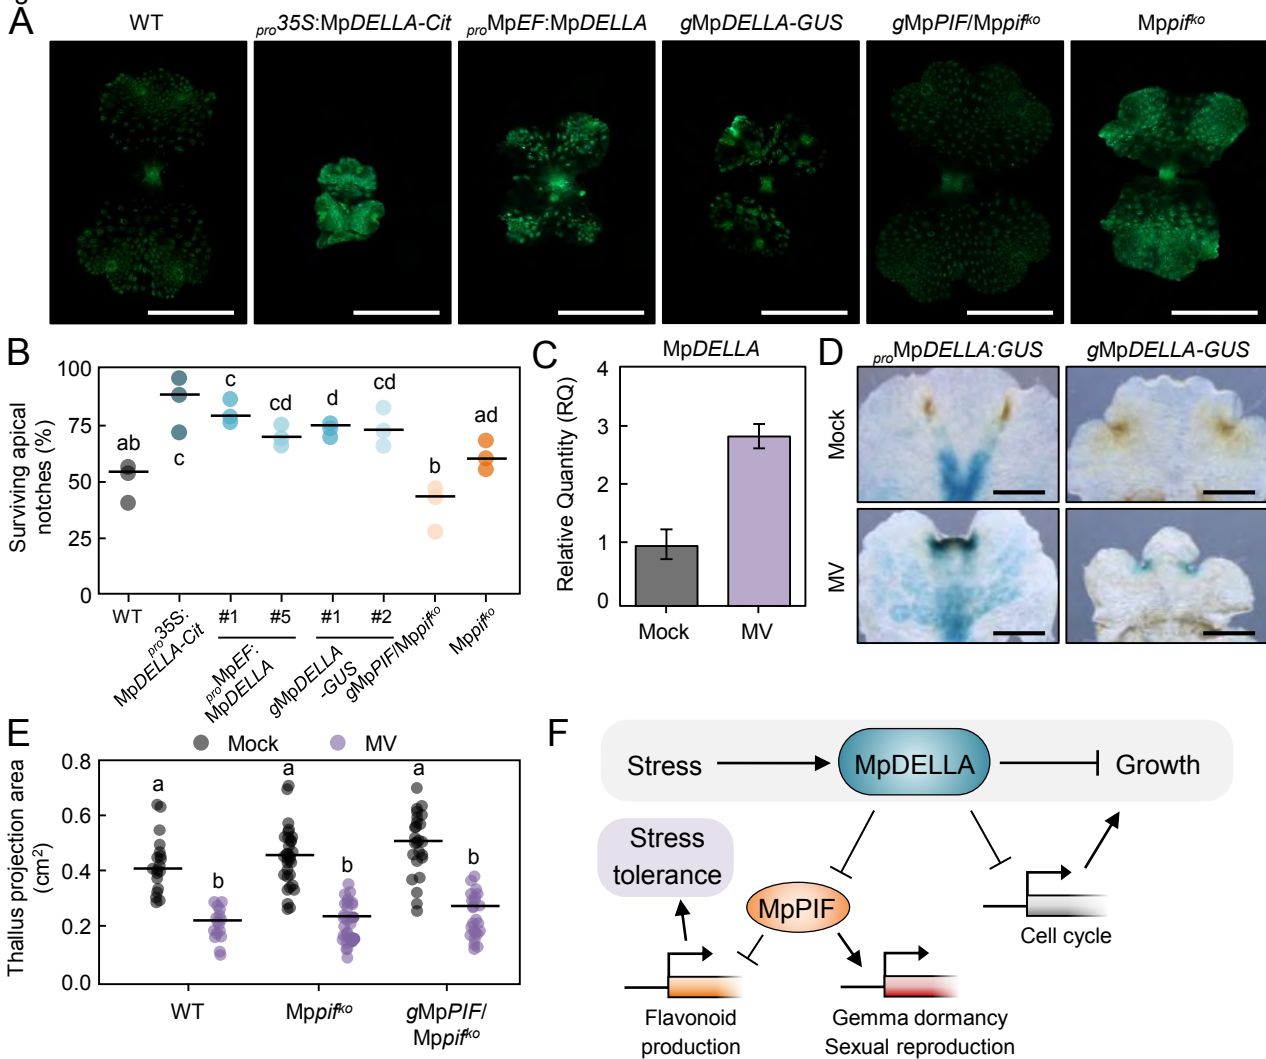 A
WT
pro35S:MpDELLA-Cit
proMpEF:MpDELLA
gMpDELLA-GUS
gMpPIF/Mppifko
Mppifko
B
Surviving apical
notches (%)
100
75
50
25
0
ab
c
c
cd
d
cd
b
ad
WT
pro35S:
MpDELLA-Cit
#1
#5
proMpEF:
MpDELLA
#1
#2
gMpDELLA
-GUS
gMpPIF/Mppifko
Mppifko
C
MpDELLA
Relative Quantity (RQ)
4
3
2
1
0
Mock
MV
D
proMpDELLA:GUS
gMpDELLA-GUS
Mock
MV
E
Mock
MV
Thallus projection area
(cm²)
0.8
0.6
0.4
0.2
0.0
a
b
a
b
a
b
WT
Mppifko
gMpPIF/
Mppifko
F
Stress
MpDELLA
Growth
Stress
tolerance
MpPIF
Cell cycle
Flavonoid
production
Gemma dormancy
Sexual reproduction